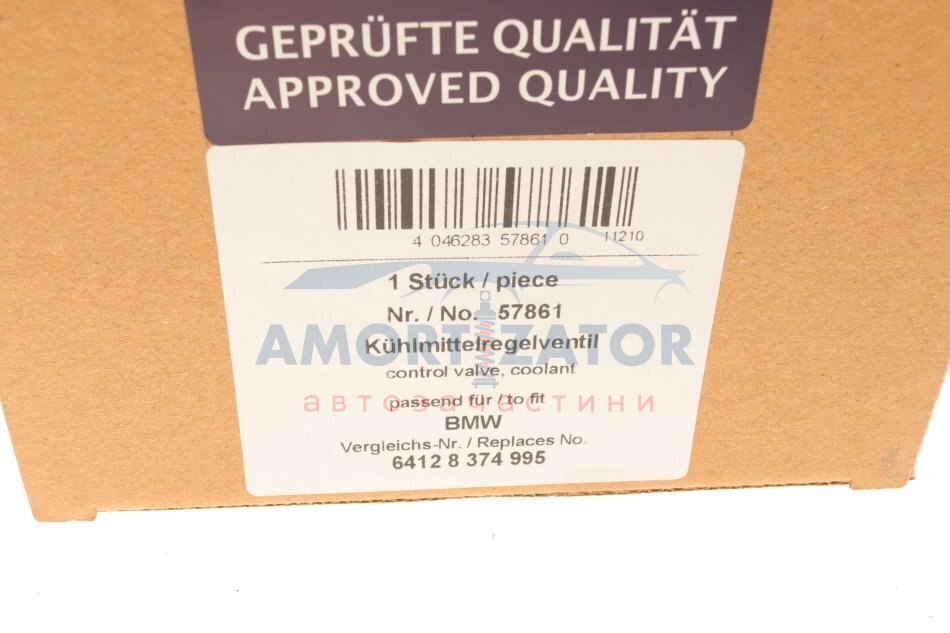 GEPRÜFTE QUALITÄT
APPROVED QUALITY
4 046283 57861 0 11210
1 Stück / piece
Nr. / No. 57861
AMORTIZATOR
Kühlmittelregelventil
control valve, coolant
автозапчастини
passend für / to fit
BMW
Vergleichs-Nr. / Replaces No.
6412 8 374 995